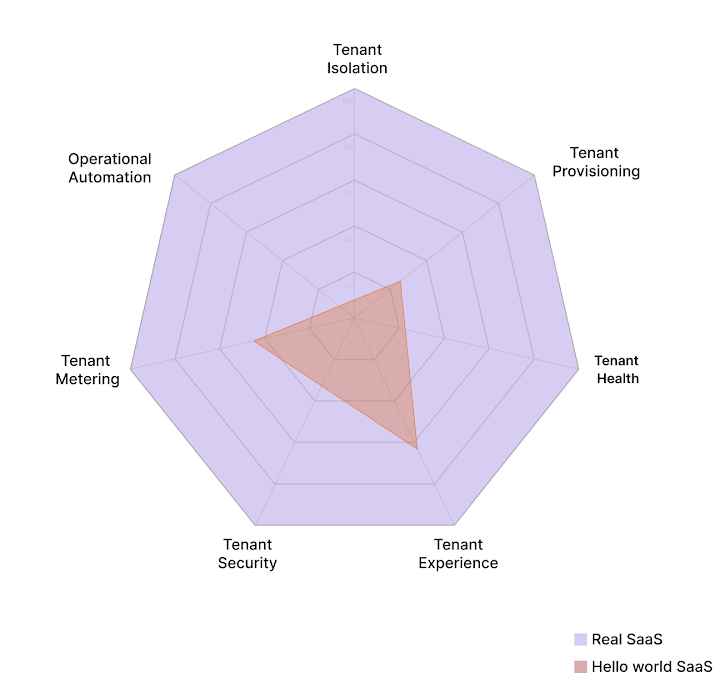 Tenant
Isolation
Operational
Automation
Tenant
Provisioning
Tenant
Metering
Tenant
Health
Tenant
Security
Tenant
Experience
Real SaaS
Hello world SaaS